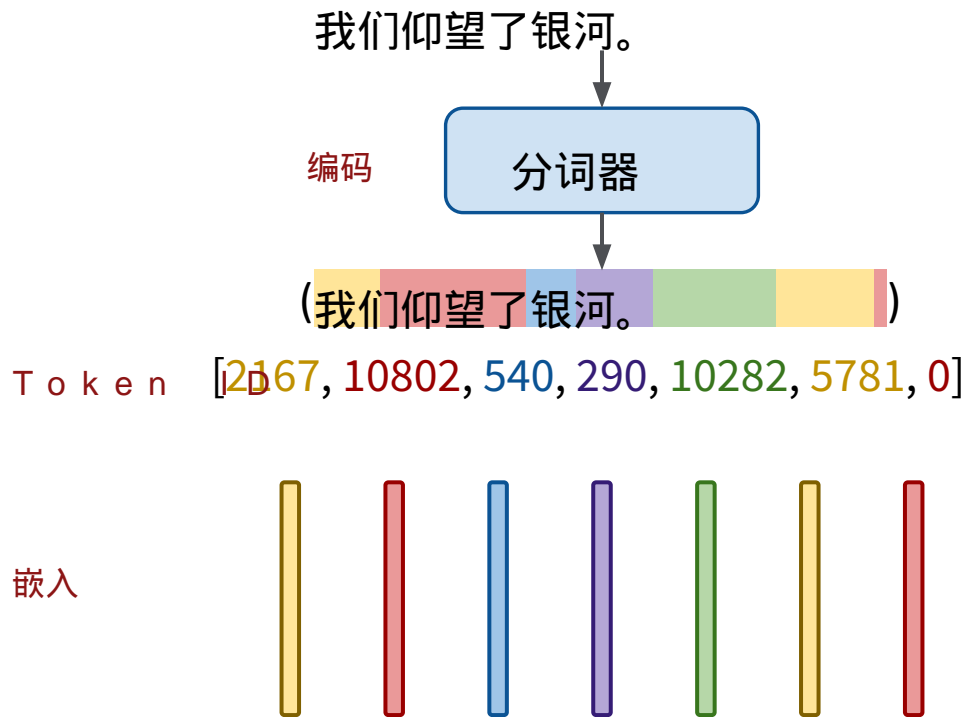 我们仰望了银河。
编码
分词器
(我们仰望了银河。)
Token ID [2167, 10802, 540, 290, 10282, 5781, 0]
嵌入